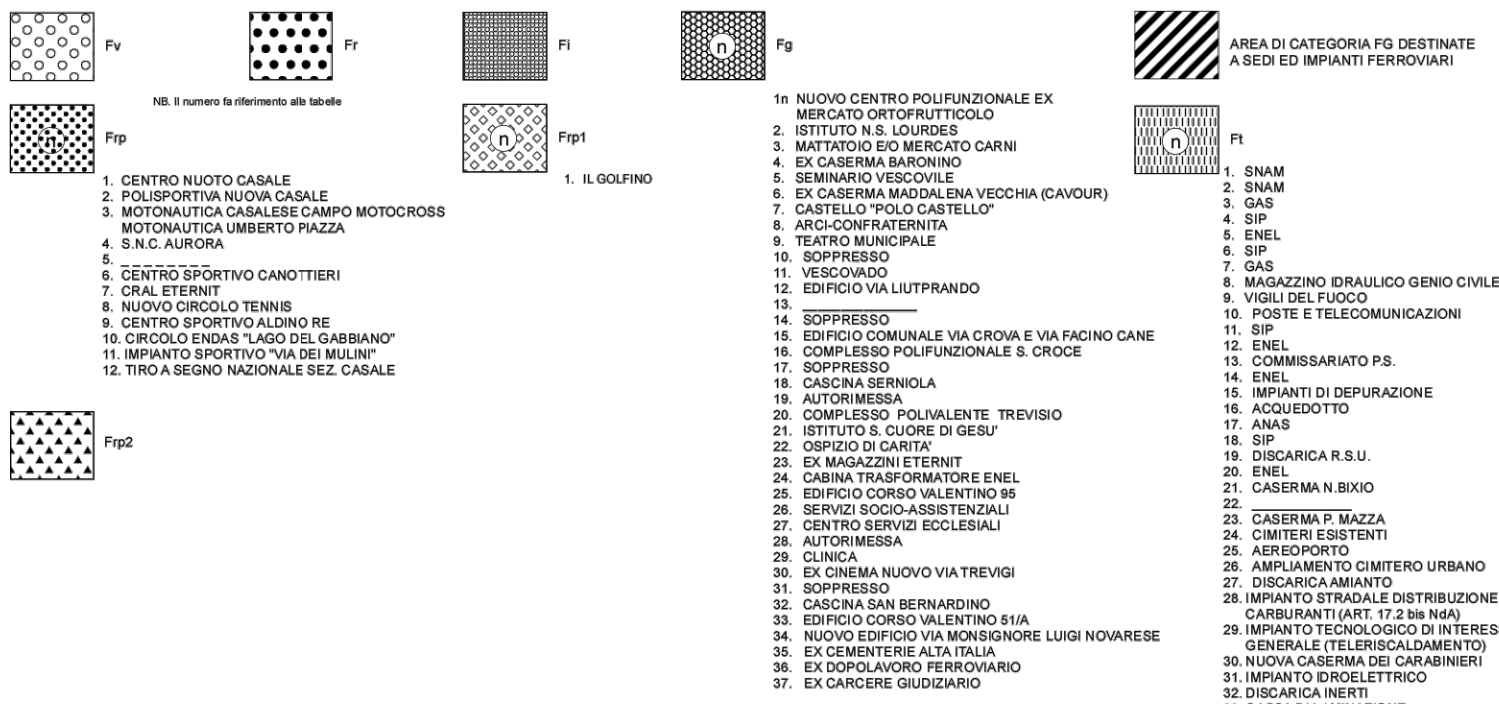 Fv
Fr
Fi
n
Fg
AREA DI CATEGORIA FG DESTINATE
A SEDI ED IMPIANTI FERROVIARI
NB. Il numero fa riferimento alle tabelle
n
Frp
1. CENTRO NUOTO CASALE
2. POLISPORTIVA NUOVA CASALE
3. MOTONAUTICA CASALESE CAMPO MOTOCROSS
MOTONAUTICA UMBERTO PIAZZA
4. S.N.C. AURORA
5. _ _ _ _ _ _ _ _
6. CENTRO SPORTIVO CANOTTIERI
7. CRAL ETERNIT
8. NUOVO CIRCOLO TENNIS
9. CENTRO SPORTIVO ALDINO RE
10. CIRCOLO ENDAS "LAGO DEL GABBIANO"
11. IMPIANTO SPORTIVO "VIA DEI MULINI"
12. TIRO A SEGNO NAZIONALE SEZ. CASALE
Frp2
n
Frp1
1. IL GOLFINO
1n NUOVO CENTRO POLIFUNZIONALE EX
MERCATO ORTOFRUTTICOLO
2. ISTITUTO N.S. LOURDES
3. MATTATOIO E/O MERCATO CARNI
4. EX CASERMA BARONINO
5. SEMINARIO VESCOVILE
6. EX CASERMA MADDALENA VECCHIA (CAVOUR)
7. CASTELLO "POLO CASTELLO"
8. ARCI-CONFRATERNITA
9. TEATRO MUNICIPALE
10. SOPPRESSO
11. VESCOVADO
12. EDIFICIO VIA LIUTPRANDO
13. ______________
14. SOPPRESSO
15. EDIFICIO COMUNALE VIA CROVA E VIA FACINO CANE
16. COMPLESSO POLIFUNZIONALE S. CROCE
17. SOPPRESSO
18. CASCINA SERNIOLA
19. AUTORIMESSA
20. COMPLESSO POLIVALENTE TREVISIO
21. ISTITUTO S. CUORE DI GESU'
22. OSPIZIO DI CARITA'
23. EX MAGAZZINI ETERNIT
24. CABINA TRASFORMATORE ENEL
25. EDIFICIO CORSO VALENTINO 95
26. SERVIZI SOCIO-ASSISTENZIALI
27. CENTRO SERVIZI ECCLESIALI
28. AUTORIMESSA
29. CLINICA
30. EX CINEMA NUOVO VIA TREVIGI
31. SOPPRESSO
32. CASCINA SAN BERNARDINO
33. EDIFICIO CORSO VALENTINO 51/A
34. NUOVO EDIFICIO VIA MONSIGNORE LUIGI NOVARESE
35. EX CEMENTERIE ALTA ITALIA
36. EX DOPOLAVORO FERROVIARIO
37. EX CARCERE GIUDIZIARIO
n
Ft
1. SNAM
2. SNAM
3. GAS
4. SIP
5. ENEL
6. SIP
7. GAS
8. MAGAZZINO IDRAULICO GENIO CIVILE
9. VIGILI DEL FUOCO
10. POSTE E TELECOMUNICAZIONI
11. SIP
12. ENEL
13. COMMISSARIATO P.S.
14. ENEL
15. IMPIANTI DI DEPURAZIONE
16. ACQUEDOTTO
17. ANAS
18. SIP
19. DISCARICA R.S.U.
20. ENEL
21. CASERMA N.BIXIO
22. ____________
23. CASERMA P. MAZZA
24. CIMITERI ESISTENTI
25. AEREOPORTO
26. AMPLIAMENTO CIMITERO URBANO
27. DISCARICA AMIANTO
28. IMPIANTO STRADALE DISTRIBUZIONE
CARBURANTI (ART. 17.2 bis NdA)
29. IMPIANTO TECNOLOGICO DI INTERES
GENERALE (TELERISCALDAMENTO)
30. NUOVA CASERMA DEI CARABINIERI
31. IMPIANTO IDROELETTRICO
32. DISCARICA INERTI